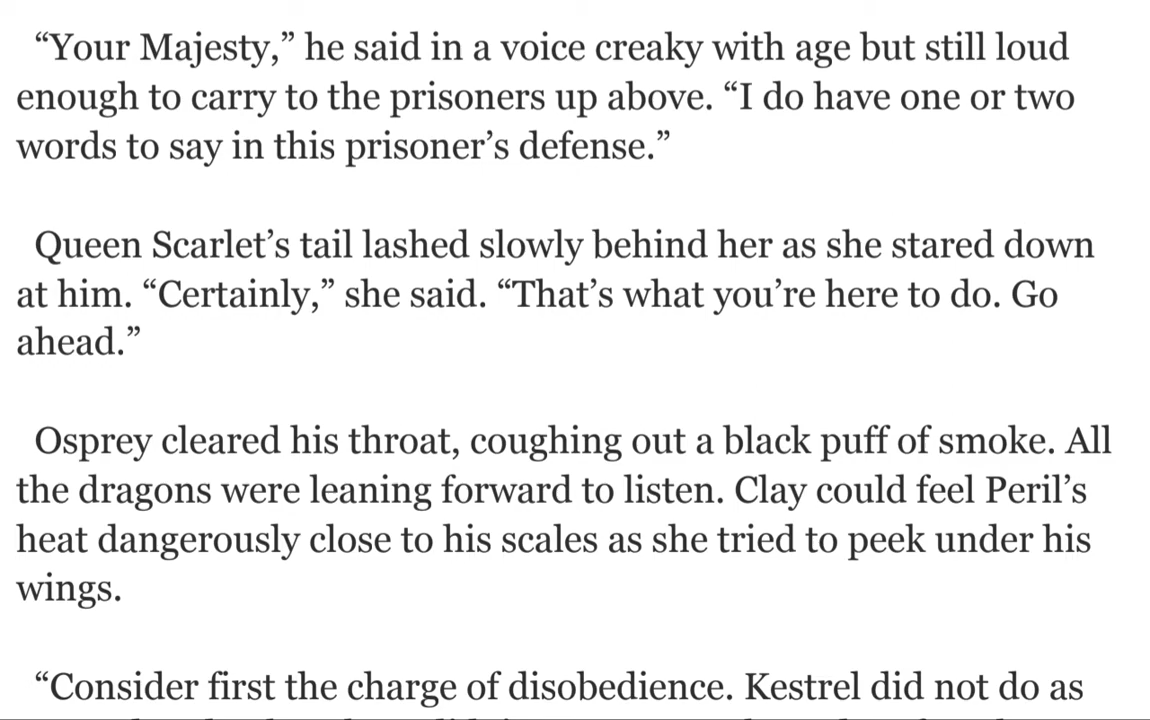 “Your Majesty,” he said in a voice creaky with age but still loud
enough to carry to the prisoners up above. “I do have one or two
words to say in this prisoner’s defense.”
Queen Scarlet’s tail lashed slowly behind her as she stared down
at him. “Certainly,” she said. “That’s what you’re here to do. Go
ahead.”
Osprey cleared his throat, coughing out a black puff of smoke. All
the dragons were leaning forward to listen. Clay could feel Peril’s
heat dangerously close to his scales as she tried to peek under his
wings.
“Consider first the charge of disobedience. Kestrel did not do as